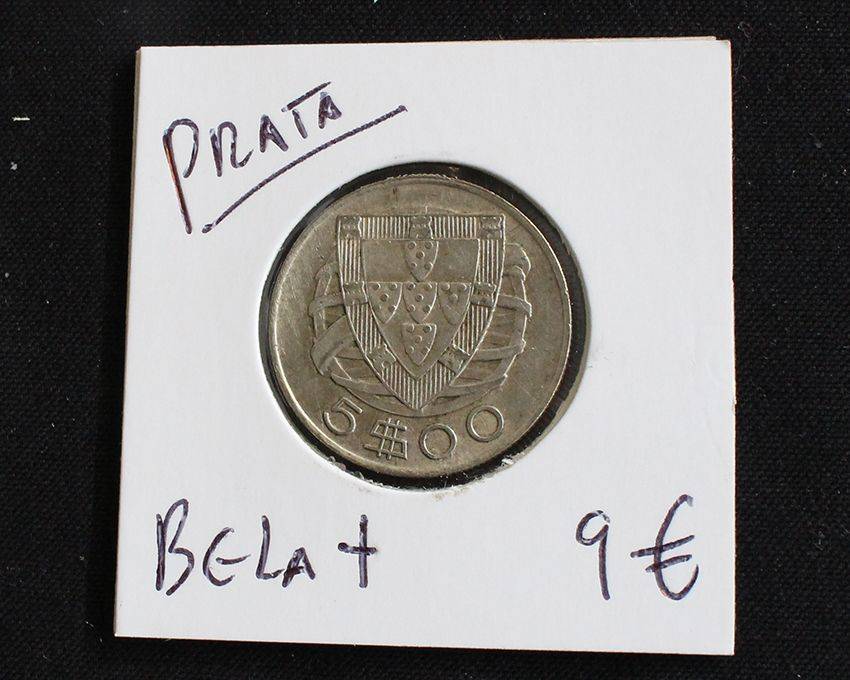 PRATA
5$00
BELA + 9 €